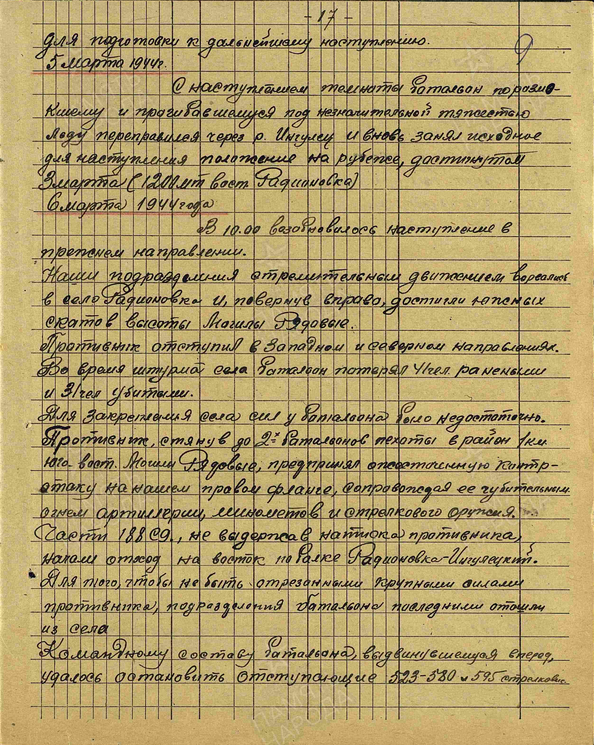 - 17 -
9
для подготовки к дальнейшему наступлению.
5 марта 1944г.
С наступлением темноты батальон по размо-
кшему и прогибавшемуся под незначительной тяжестью
льду переправился через р. Ингулец и вновь занял исходное
для наступления положение на рубеже, достигнутом
3 марта (1200 мт вост. Радионовка)
6 марта 1944 года
В 10.00 возобновилось наступление в
прежнем направлении.
Наши подразделения стремительным движением ворвались
в село Радионовка и, повернув вправо, достигли южных
скатов высоты Могилы Рядовые.
Противник отступил в Западном и северном направлениях.
Во время штурма села батальон потерял 41 чел. ранеными
и 31 чел убитыми.
Для закрепления села сил у батальона было недостаточно.
Противник, стянув до 2х батальонов пехоты в район 1 км
юго вост. Могилы Рядовые, предпринял ожесточенную контр-
атаку на нашем правом фланге, сопровождая ее губительным
огнем артиллерии, минометов и стрелкового оружия.
Части 188 СД., не выдержав натиска противника,
начали отход на восток по балке Радионовка-Ингулецкий.
Для того, чтобы не быть отрезанными крупными силами
противника, подразделения батальона последними отошли
из села
Командному составу батальона, выдвинувшемуся вперед,
удалось остановить отступающие 523-580 и 595 стрелковые
ПАМЯТЬ
НАРОДА